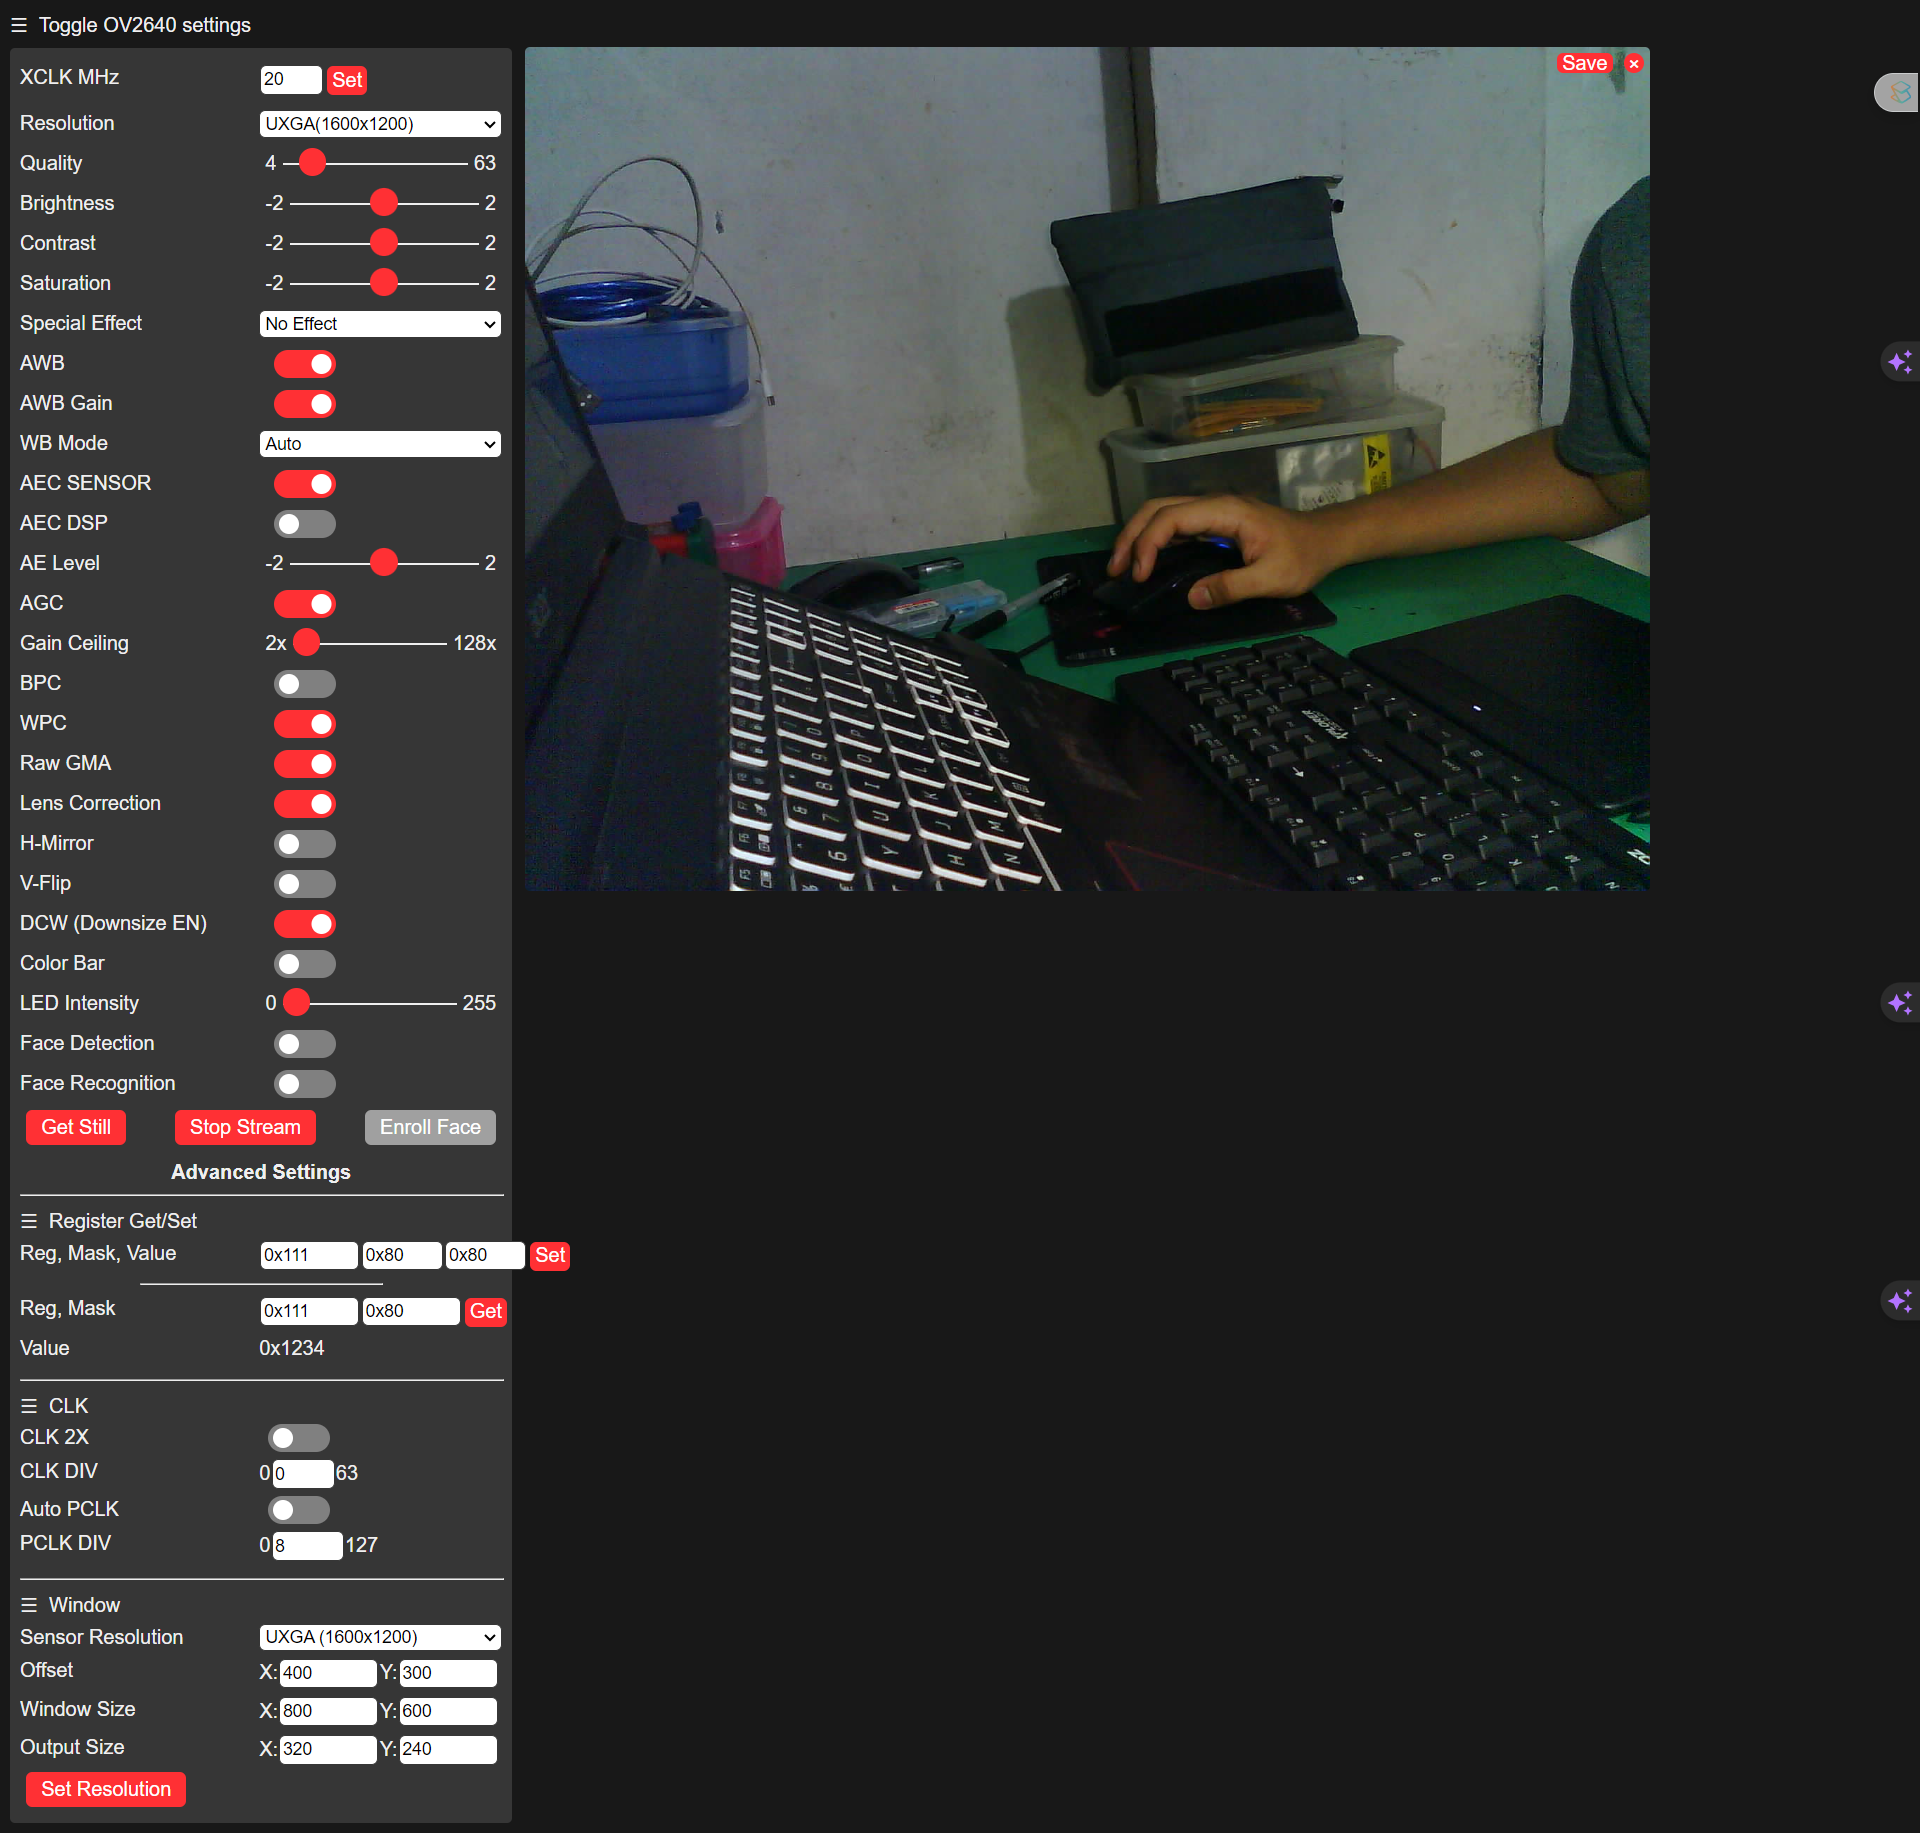 ☰ Toggle OV2640 settings
XCLK MHz 20 Set
Resolution UXGA(1600x1200)
Quality 4 63
Brightness -2 2
Contrast -2 2
Saturation -2 2
Special Effect No Effect
AWB
AWB Gain
WB Mode Auto
AEC SENSOR
AEC DSP
AE Level -2 2
AGC
Gain Ceiling 2x 128x
BPC
WPC
Raw GMA
Lens Correction
H-Mirror
V-Flip
DCW (Downsize EN)
Color Bar
LED Intensity 0 255
Face Detection
Face Recognition
Get Still Stop Stream Enroll Face
Advanced Settings
☰ Register Get/Set
Reg, Mask, Value 0x111 0x80 0x80 Set
Reg, Mask 0x111 0x80 Get
Value 0x1234
☰ CLK
CLK 2X
CLK DIV 0 0 63
Auto PCLK
PCLK DIV 0 8 127
☰ Window
Sensor Resolution UXGA (1600x1200)
Offset X: 400 Y: 300
Window Size X: 800 Y: 600
Output Size X: 320 Y: 240
Set Resolution
Save ×
XPLORER
F5
6
7
8
Y
U
I
O
P
H
J
K
L
N
M